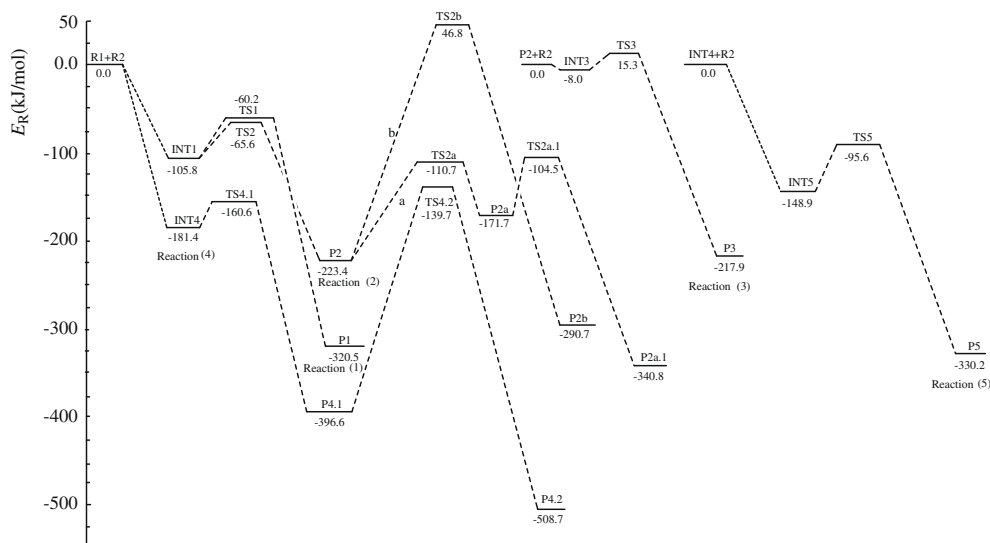 E_R(kJ/mol)
50
0.0
-100
-200
-300
-400
-500
R1+R2
0.0
INT1
-105.8
-60.2
TS1
TS2
-65.6
INT4
-181.4
Reaction (4)
TS4.1
-160.6
P2
-223.4
Reaction (2)
P1
-320.5
Reaction (1)
P4.1
-396.6
TS2b
46.8
b
TS2a
-110.7
a
TS4.2
-139.7
P2a
-171.7
TS2a.1
-104.5
P2b
-290.7
P2a.1
-340.8
P4.2
-508.7
P2+R2
0.0
INT3
-8.0
TS3
15.3
P3
-217.9
Reaction (3)
INT4+R2
0.0
INT5
-148.9
TS5
-95.6
P5
-330.2
Reaction (5)